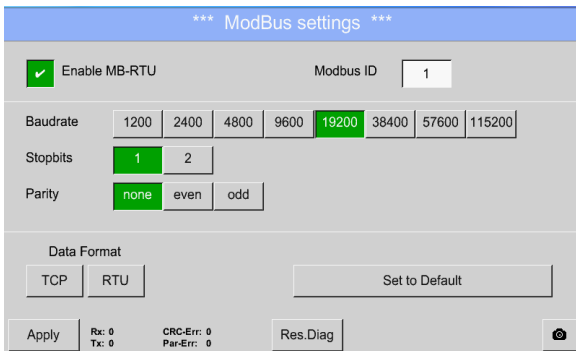 *** ModBus settings ***
✔ Enable MB-RTU Modbus ID 1
Baudrate 1200 2400 4800 9600 19200 38400 57600 115200
Stopbits 1 2
Parity none even odd
Data Format
TCP RTU Set to Default
Apply Rx: 0 CRC-Err: 0 Res.Diag
Tx: 0 Par-Err: 0